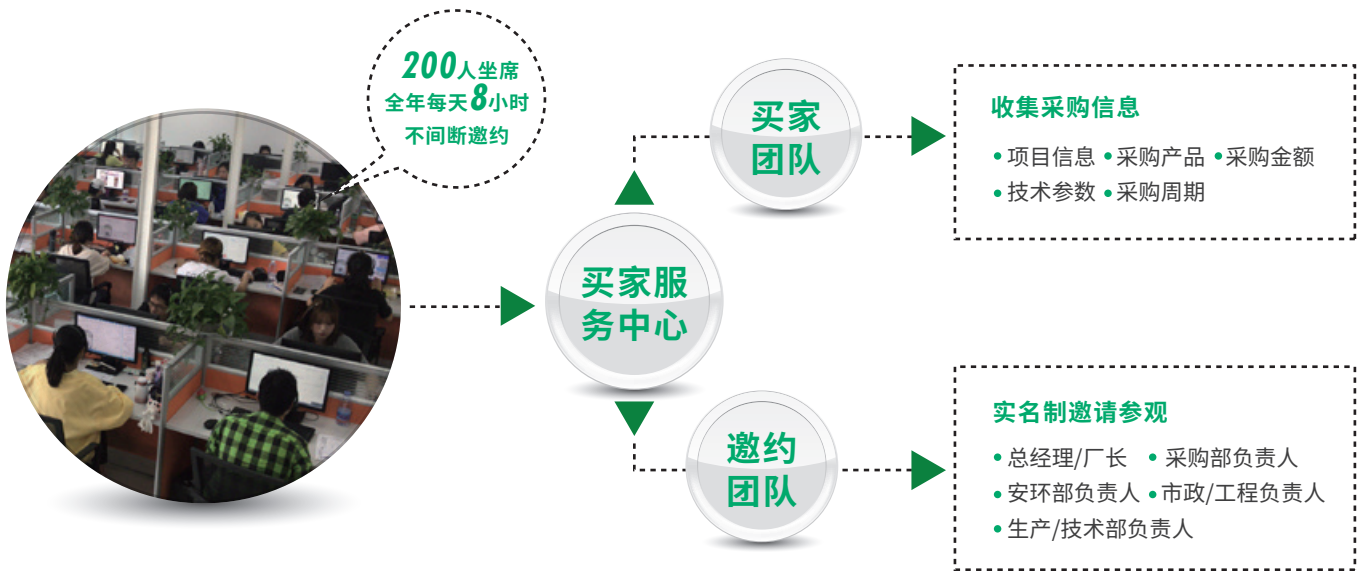 200人坐席
全年每天8小时
不间断邀约
买家服
务中心
买家
团队
收集采购信息
•项目信息 •采购产品 •采购金额
•技术参数 •采购周期
邀约
团队
实名制邀请参观
•总经理/厂长 •采购部负责人
•安环部负责人 •市政/工程负责人
•生产/技术部负责人